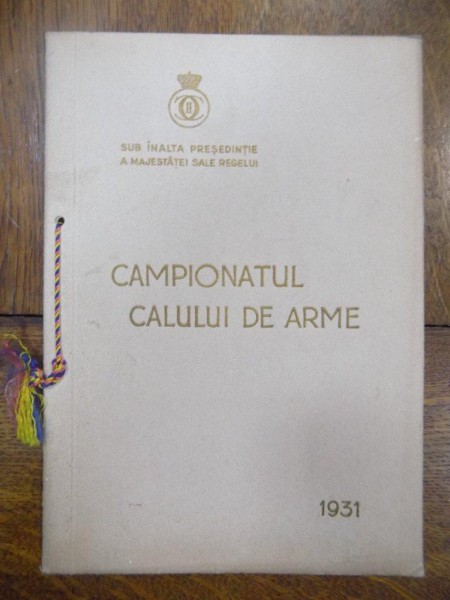 SUB ÎNALTA PREȘEDINȚIE
A MAJESTĂȚEI SALE REGELUI
CAMPIONATUL
CALULUI DE ARME
1931